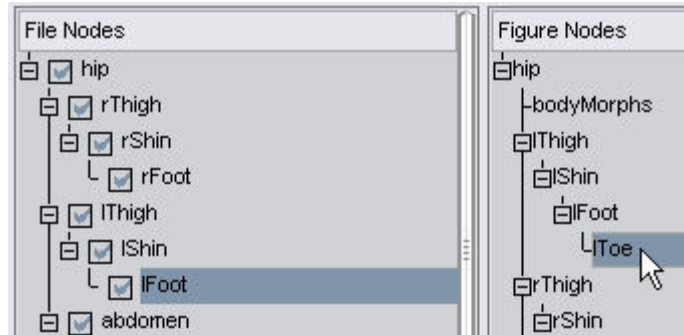 File Nodes
hip
rThigh
rShin
rFoot
lThigh
lShin
lFoot
abdomen
Figure Nodes
hip
bodyMorphs
lThigh
lShin
lFoot
lToe
rThigh
rShin